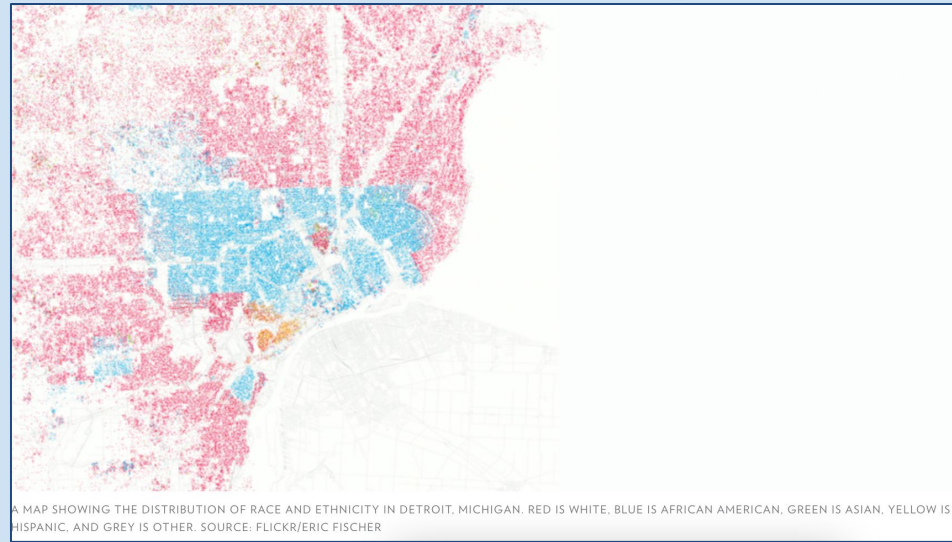 A MAP SHOWING THE DISTRIBUTION OF RACE AND ETHNICITY IN DETROIT, MICHIGAN. RED IS WHITE, BLUE IS AFRICAN AMERICAN, GREEN IS ASIAN, YELLOW IS
HISPANIC, AND GREY IS OTHER. SOURCE: FLICKR/ERIC FISCHER